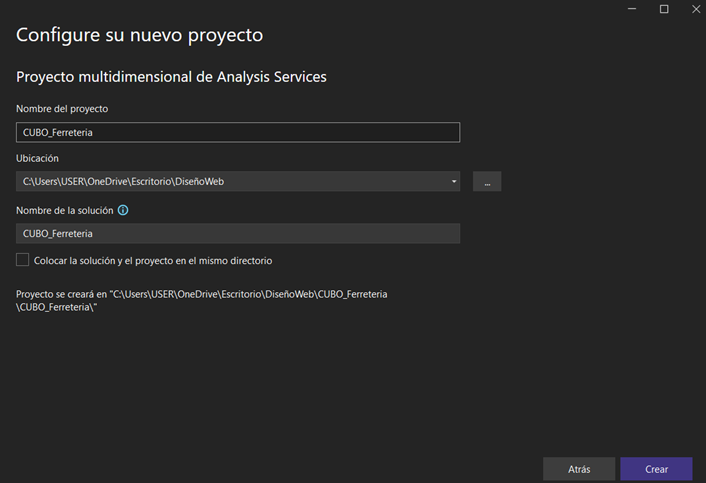 Configure su nuevo proyecto
Proyecto multidimensional de Analysis Services
Nombre del proyecto
CUBO_Ferreteria
Ubicación
C:\Users\USER\OneDrive\Escritorio\DiseñoWeb
...
Nombre de la solución
CUBO_Ferreteria
Colocar la solución y el proyecto en el mismo directorio
Proyecto se creará en "C:\Users\USER\OneDrive\Escritorio\DiseñoWeb\CUBO_Ferreteria
\CUBO_Ferreteria\"
Atrás
Crear